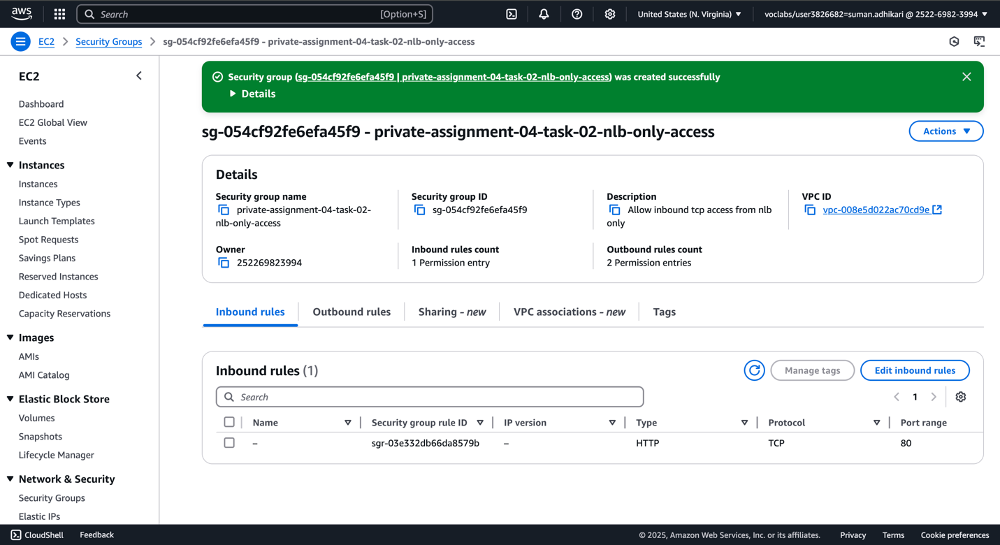 aws
Search
[Option+S]
United States (N. Virginia)
voclabs/user3826682=suman.adhikari @ 2522-6982-3994
EC2
Security Groups
sg-054cf92fe6efa45f9 - private-assignment-04-task-02-nlb-only-access
EC2
Dashboard
EC2 Global View
Events
Instances
Instances
Instance Types
Launch Templates
Spot Requests
Savings Plans
Reserved Instances
Dedicated Hosts
Capacity Reservations
Images
AMIs
AMI Catalog
Elastic Block Store
Volumes
Snapshots
Lifecycle Manager
Network & Security
Security Groups
Elastic IPs
Security group (sg-054cf92fe6efa45f9 | private-assignment-04-task-02-nlb-only-access) was created successfully
Details
sg-054cf92fe6efa45f9 - private-assignment-04-task-02-nlb-only-access
Actions
Details
Security group name
private-assignment-04-task-02-
nlb-only-access
Security group ID
sg-054cf92fe6efa45f9
Description
Allow inbound tcp access from nlb
only
VPC ID
vpc-008e5d022ac70cd9e
Owner
252269823994
Inbound rules count
1 Permission entry
Outbound rules count
2 Permission entries
Inbound rules
Outbound rules
Sharing - new
VPC associations - new
Tags
Inbound rules (1)
Manage tags
Edit inbound rules
Search
1
Name
Security group rule ID
IP version
Type
Protocol
Port range
–
sgr-03e332db66da8579b
–
HTTP
TCP
80
CloudShell
Feedback
© 2025, Amazon Web Services, Inc. or its affiliates.
Privacy
Terms
Cookie preferences